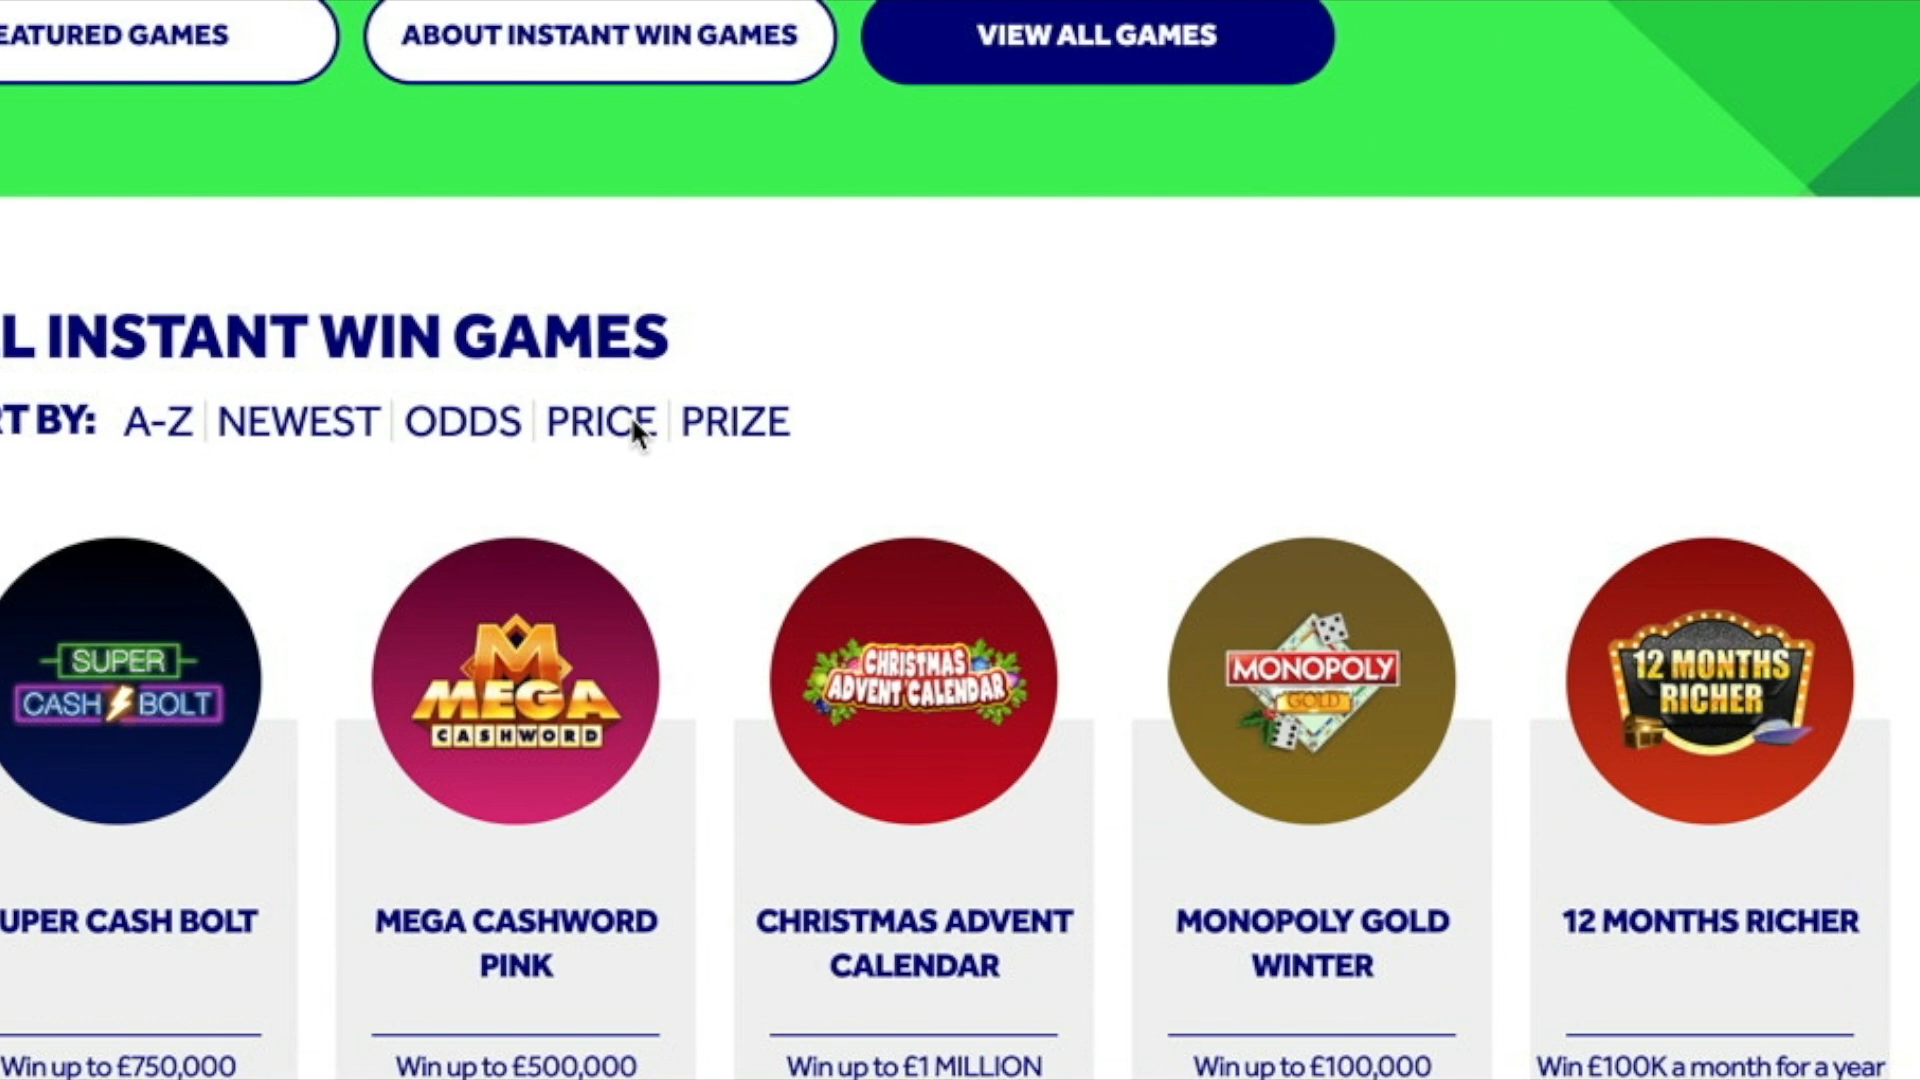 EATURED GAMES
ABOUT INSTANT WIN GAMES
VIEW ALL GAMES
L INSTANT WIN GAMES
RT BY: A-Z NEWEST ODDS PRICE PRIZE
SUPER
CASH BOLT
M
MEGA
CASHWORD
CHRISTMAS
ADVENT CALENDAR
MONOPOLY
GOLD
12 MONTHS
RICHER
UPER CASH BOLT
MEGA CASHWORD
PINK
CHRISTMAS ADVENT
CALENDAR
MONOPOLY GOLD
WINTER
12 MONTHS RICHER
Win up to £750,000
Win up to £500,000
Win up to £1 MILLION
Win up to £100,000
Win £100K a month for a year